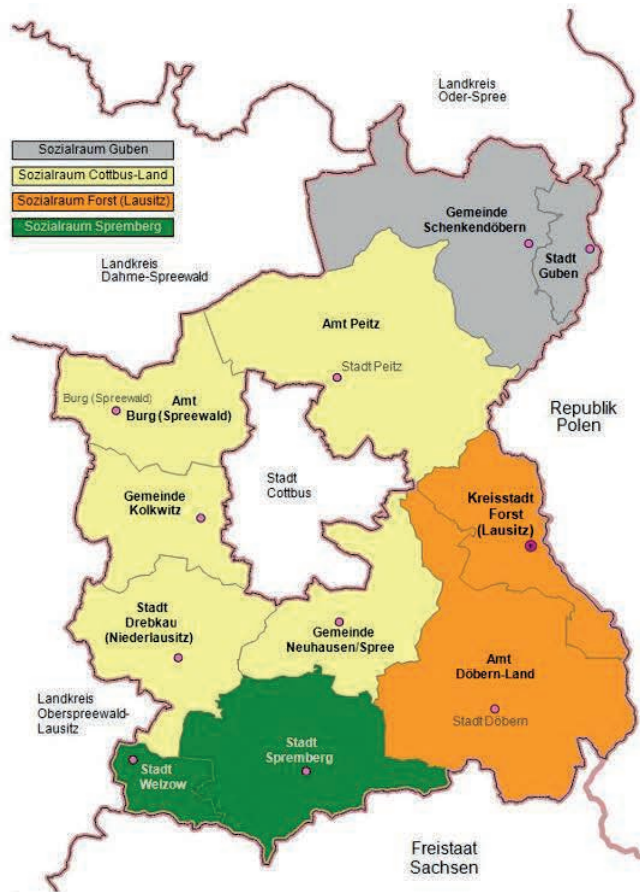 Landkreis
Oder-Spree
Sozialraum Guben
Sozialraum Cottbus-Land
Sozialraum Forst (Lausitz)
Sozialraum Spremberg
Gemeinde
Schenkendöbern
Stadt
Guben
Landkreis
Dahme-Spreewald
Amt Peitz
Stadt Peitz
Burg (Spreewald)
Amt
Burg (Spreewald)
Republik
Polen
Stadt
Cottbus
Gemeinde
Kolkwitz
Kreisstadt
Forst
(Lausitz)
Stadt
Drebkau
(Niederlausitz)
Gemeinde
Neuhausen/Spree
Amt
Döbern-Land
Stadt Döbern
Landkreis
Oberspreewald-
Lausitz
Stadt
Spremberg
Stadt
Welzow
Freistaat
Sachsen